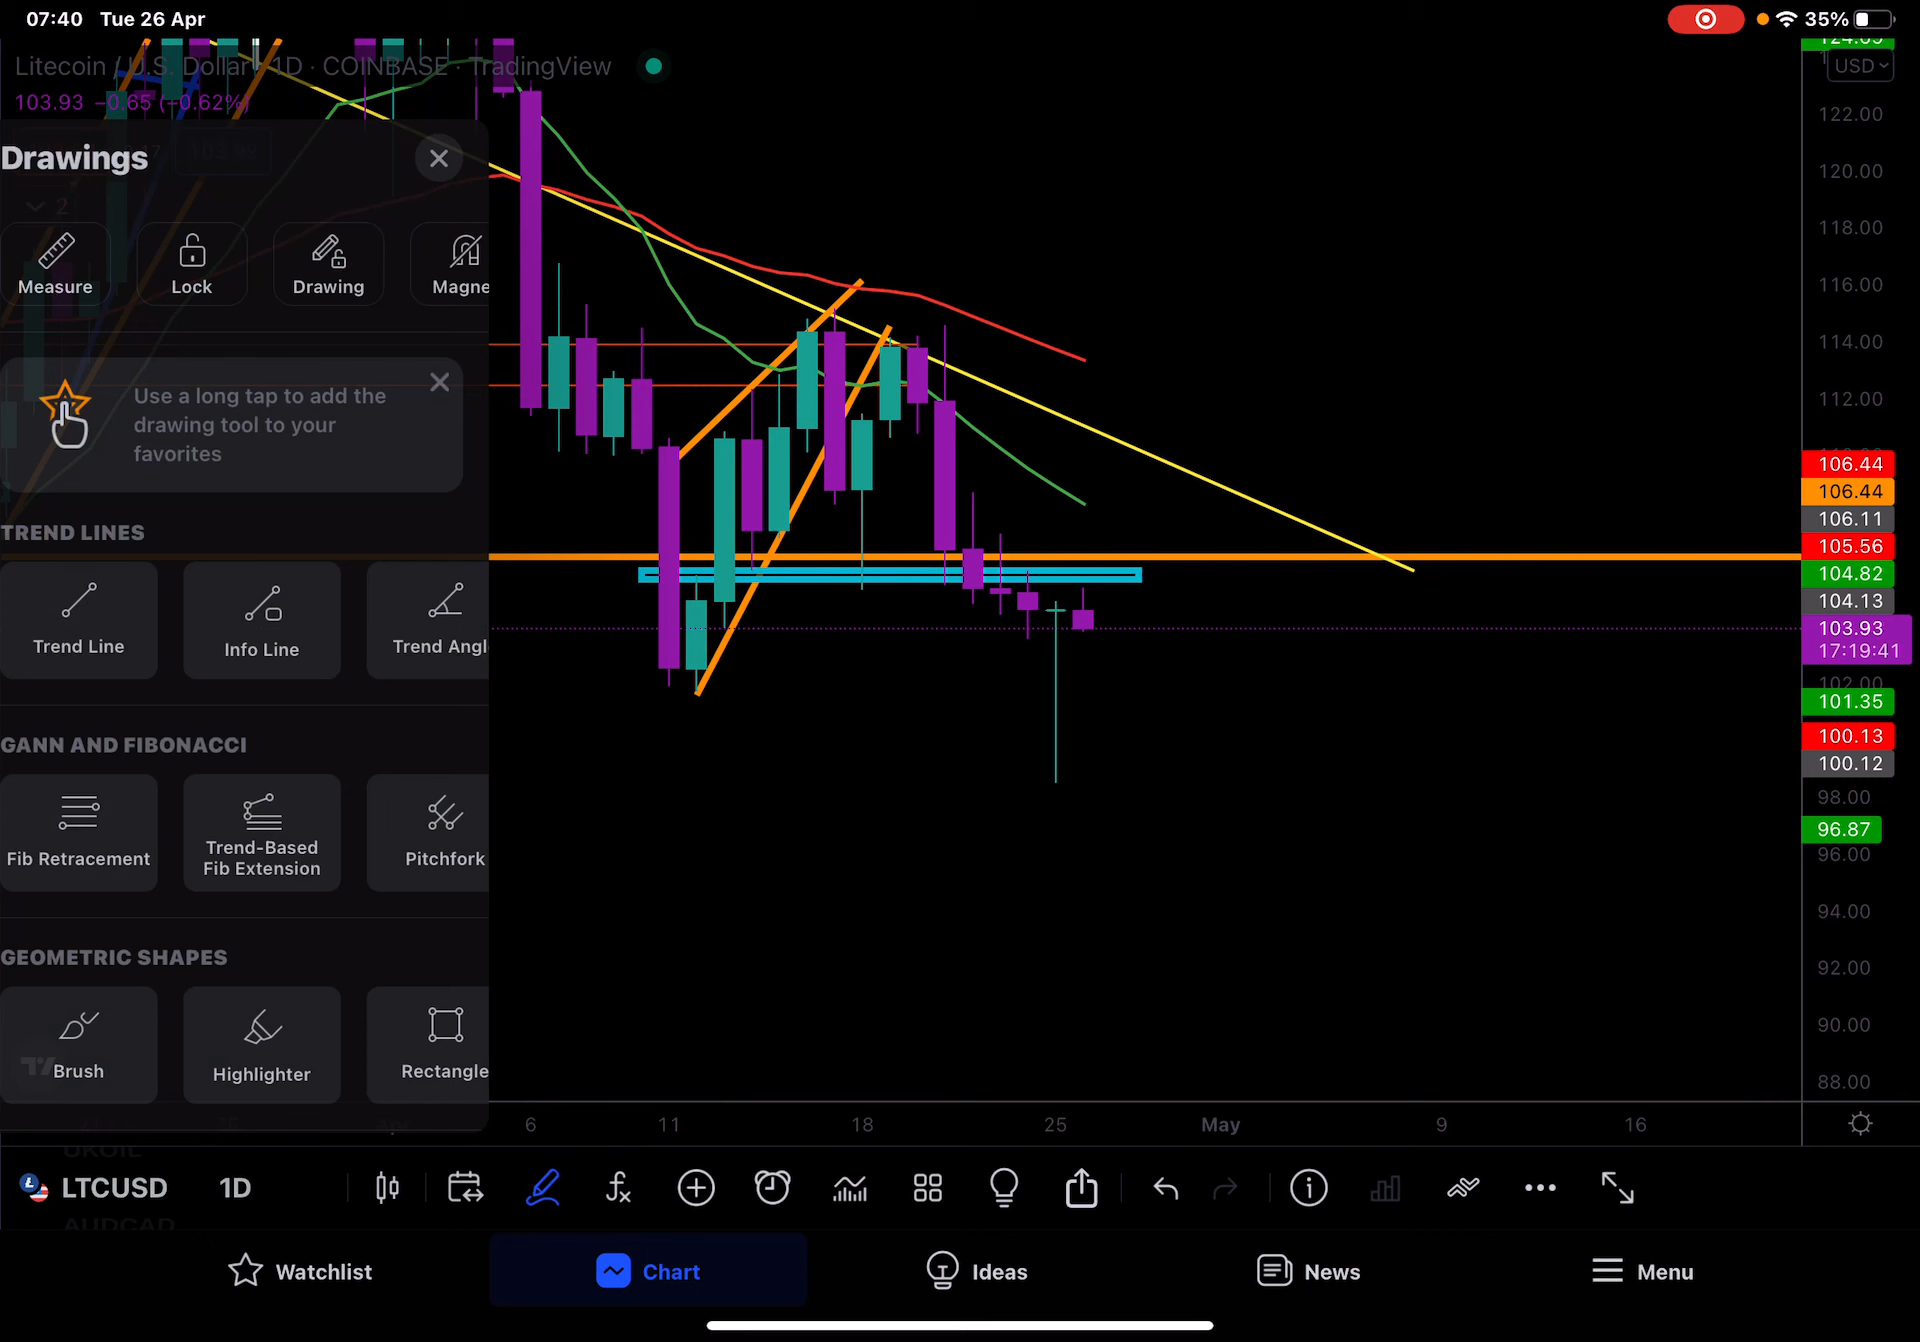 07:40 Tue 26 Apr
35%
Litecoin / U.S. Dollar · 1D · COINBASE · TradingView
103.93 −0.65 (−0.62%)
USD
Drawings
2
Measure
Lock
Drawing
Magne
Use a long tap to add the
drawing tool to your
favorites
TREND LINES
Trend Line
Info Line
Trend Angl
GANN AND FIBONACCI
Fib Retracement
Trend-Based
Fib Extension
Pitchfork
GEOMETRIC SHAPES
Brush
Highlighter
Rectangle
122.00
120.00
118.00
116.00
114.00
112.00
106.44
106.44
106.11
105.56
104.82
104.13
103.93
17:19:41
102.00
101.35
100.13
100.12
98.00
96.87
96.00
94.00
92.00
90.00
88.00
6 11 18 25 May 9 16
UKOIL
LTCUSD 1D
AUDCAD
Watchlist
Chart
Ideas
News
Menu